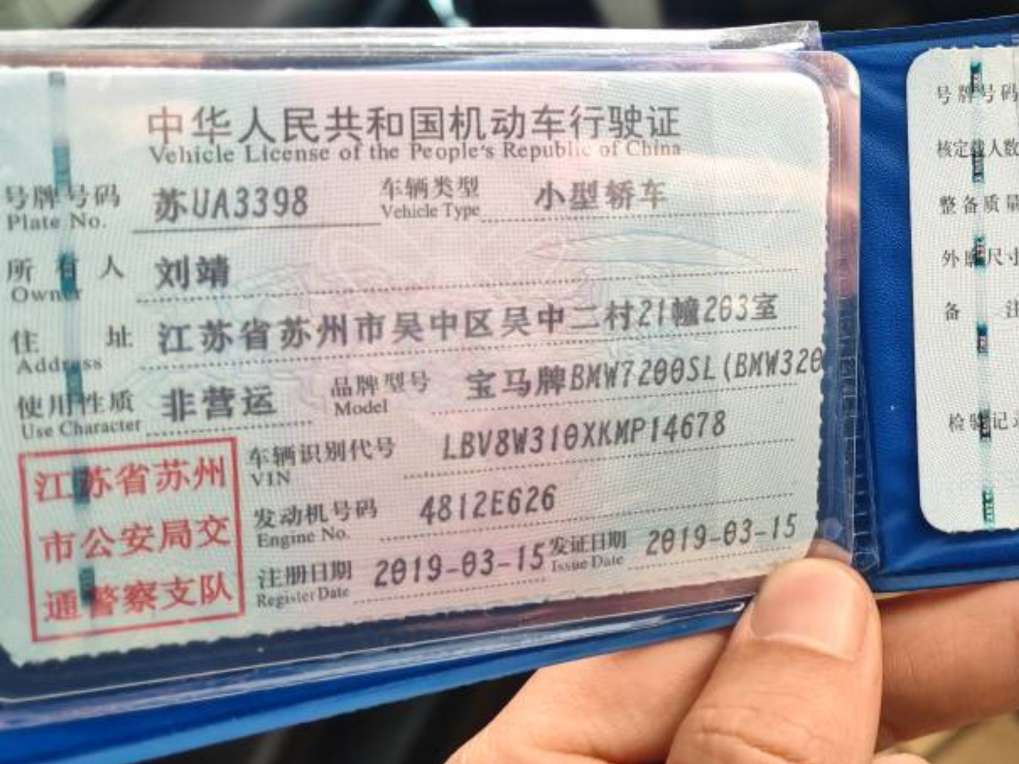 中华人民共和国机动车行驶证
Vehicle License of the People's Republic of China
号牌号码 苏UA3398 车辆类型 小型轿车
Plate No. Vehicle Type
所有人 刘靖
Owner
住址 江苏省苏州市吴中区吴中二村21幢203室
Address
使用性质 非营运 品牌型号 宝马牌BMW7200SL(BMW320
Use Character Model
车辆识别代号 LBV8W310XKMP14678
VIN
发动机号码 4812E626
Engine No.
注册日期 2019-03-15 发证日期 2019-03-15
Register Date Issue Date
江苏省苏州
市公安局交
通警察支队
号牌号码
核定载人数
整备质量
外廓尺寸
备注
检验记录